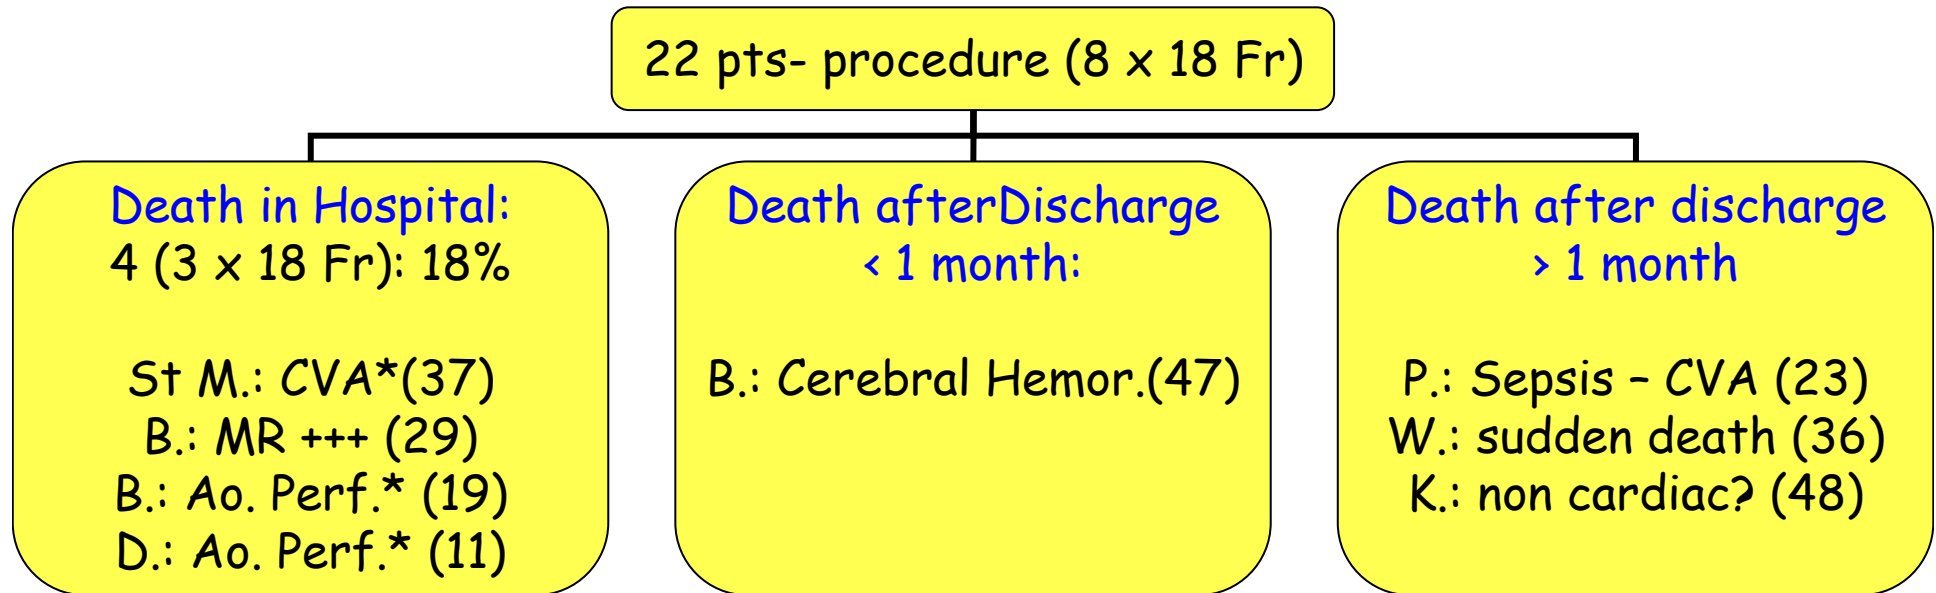 22 pts- procedure (8 x 18 Fr)
Death in Hospital:
4 (3 x 18 Fr): 18%
St M.: CVA*(37)
B.: MR +++ (29)
B.: Ao. Perf.* (19)
D.: Ao. Perf.* (11)
Death afterDischarge
< 1 month:
B.: Cerebral Hemor.(47)
Death after discharge
> 1 month
P.: Sepsis – CVA (23)
W.: sudden death (36)
K.: non cardiac? (48)